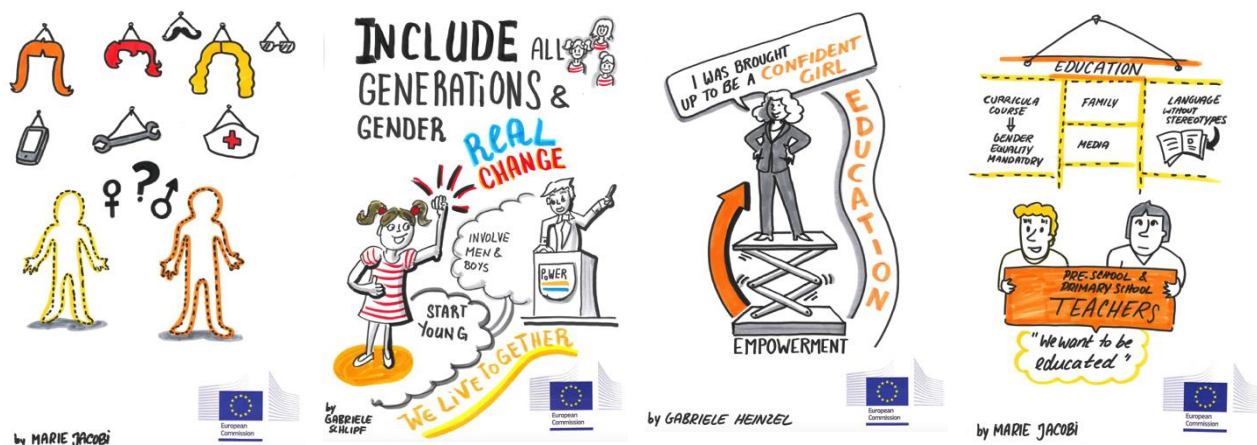 ♀ ? ♂
European
Commission
by MARIE JACOBI
INCLUDE ALL
GENERATIONS &
GENDER
REAL
CHANGE
INVOLVE
MEN &
BOYS
POWER
START
YOUNG
WE LIVE TOGETHER
by
GABRIELE
SCHLIPF
European
Commission
I WAS BROUGHT
UP TO BE A CONFIDENT
GIRL
EDUCATION
EMPOWERMENT
by GABRIELE HEINZEL
European
Commission
EDUCATION
CURRICULA
COURSE
GENDER
EQUALITY
MANDATORY
FAMILY
MEDIA
LANGUAGE
WITHOUT
STEREOTYPES
PRE-SCHOOL &
PRIMARY SCHOOL
TEACHERS
"We want to be
educated"
by MARIE JACOBI
European
Commission